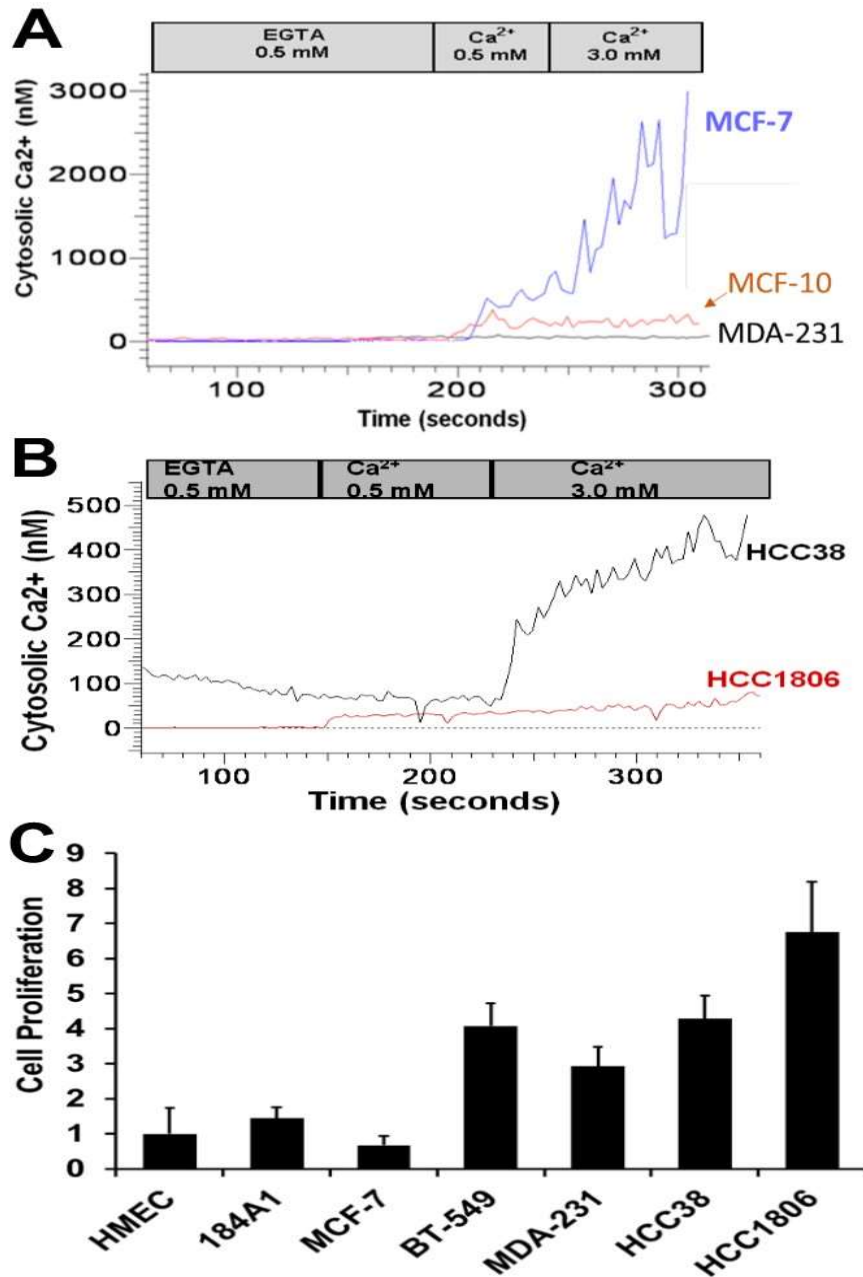 A
EGTA
0.5 mM
Ca²⁺
0.5 mM
Ca²⁺
3.0 mM
Cytosolic Ca2+ (nM)
3000
2000
1000
0
MCF-7
MCF-10
MDA-231
100
200
300
Time (seconds)
B
EGTA
0.5 mM
Ca²⁺
0.5 mM
Ca²⁺
3.0 mM
Cytosolic Ca2+ (nM)
500
400
300
200
100
0
HCC38
HCC1806
100
200
300
Time (seconds)
C
Cell Proliferation
9
8
7
6
5
4
3
2
1
0
HMEC
184A1
MCF-7
BT-549
MDA-231
HCC38
HCC1806